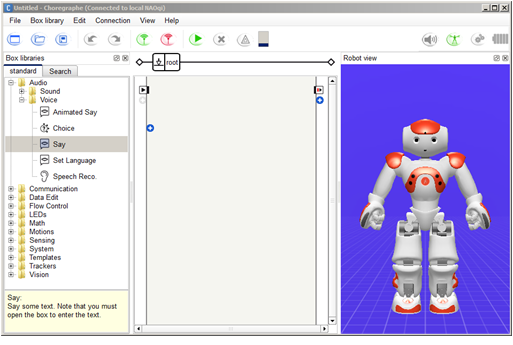 Untitled - Choregraphe (Connected to local NAOqi)
File Box library Edit Connection View Help
Box libraries
root
Robot view
standard Search
Audio
Sound
Voice
Animated Say
Choice
Say
Set Language
Speech Reco.
Communication
Data Edit
Flow Control
LEDs
Math
Motions
Sensing
System
Templates
Trackers
Vision
Say:
Say some text. Note that you must
open the box to enter the text.